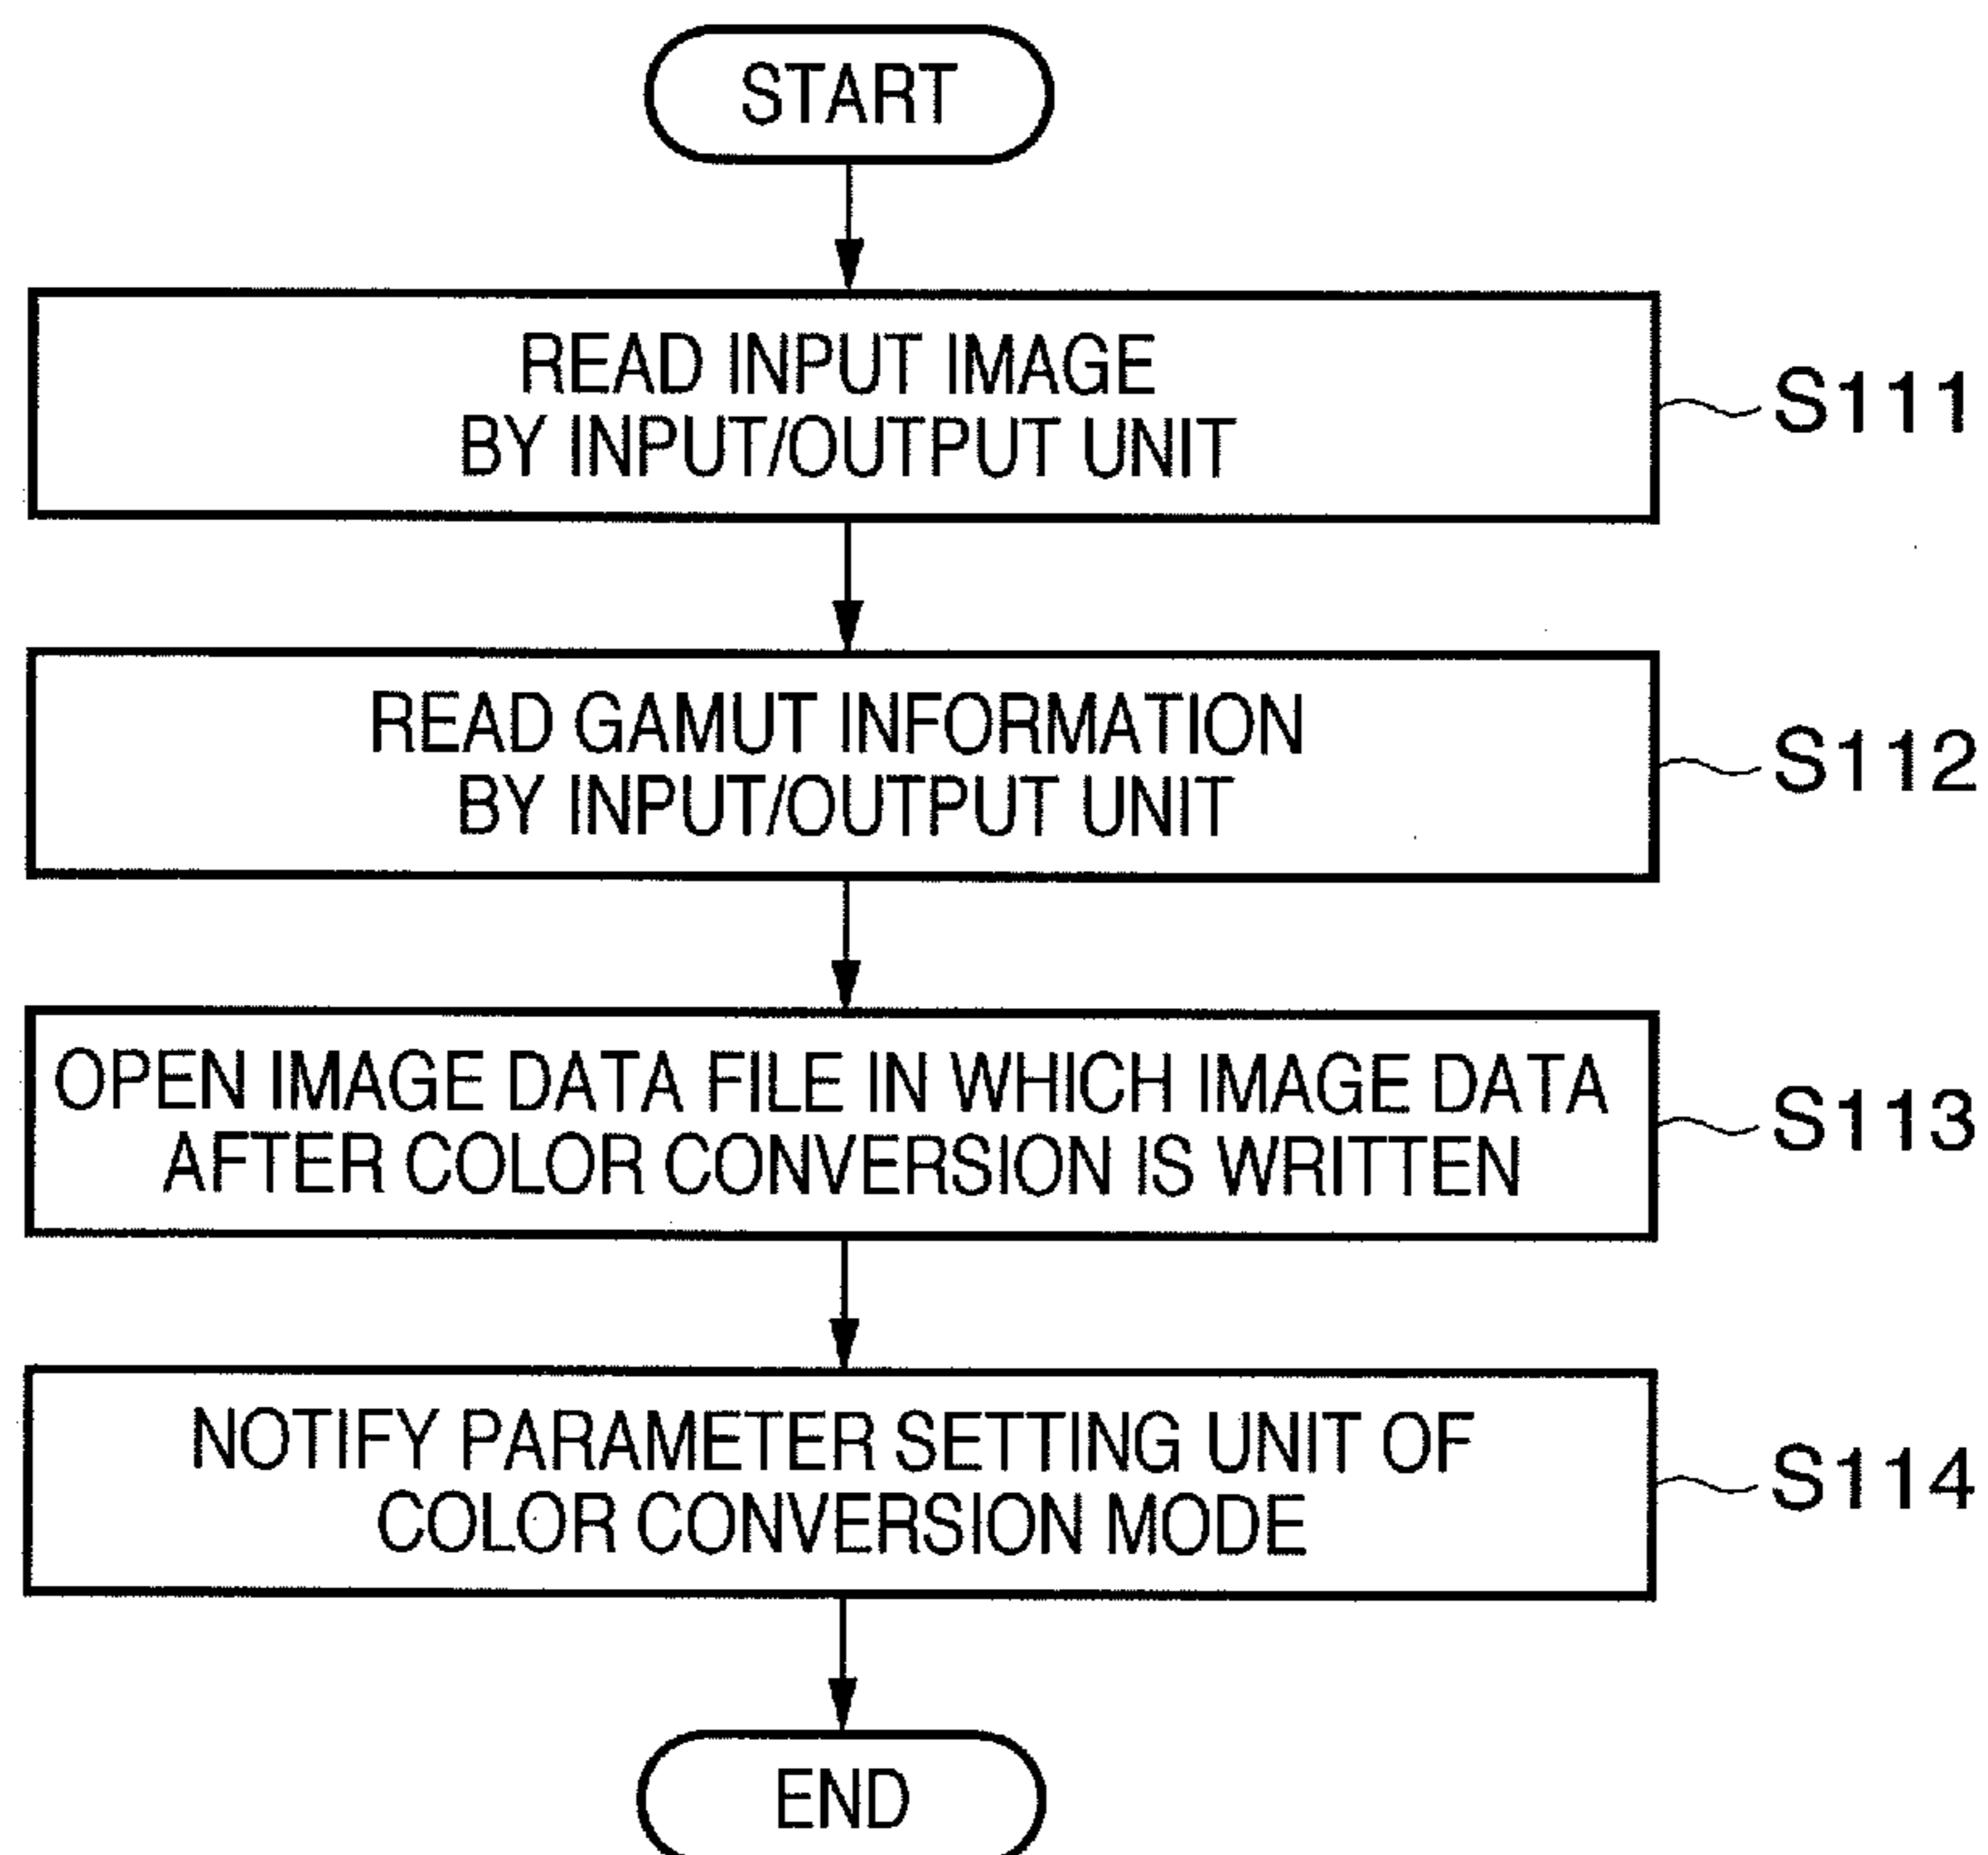 START
READ INPUT IMAGE
BY INPUT/OUTPUT UNIT
S111
READ GAMUT INFORMATION
BY INPUT/OUTPUT UNIT
S112
OPEN IMAGE DATA FILE IN WHICH IMAGE DATA
AFTER COLOR CONVERSION IS WRITTEN
S113
NOTIFY PARAMETER SETTING UNIT OF
COLOR CONVERSION MODE
S114
END